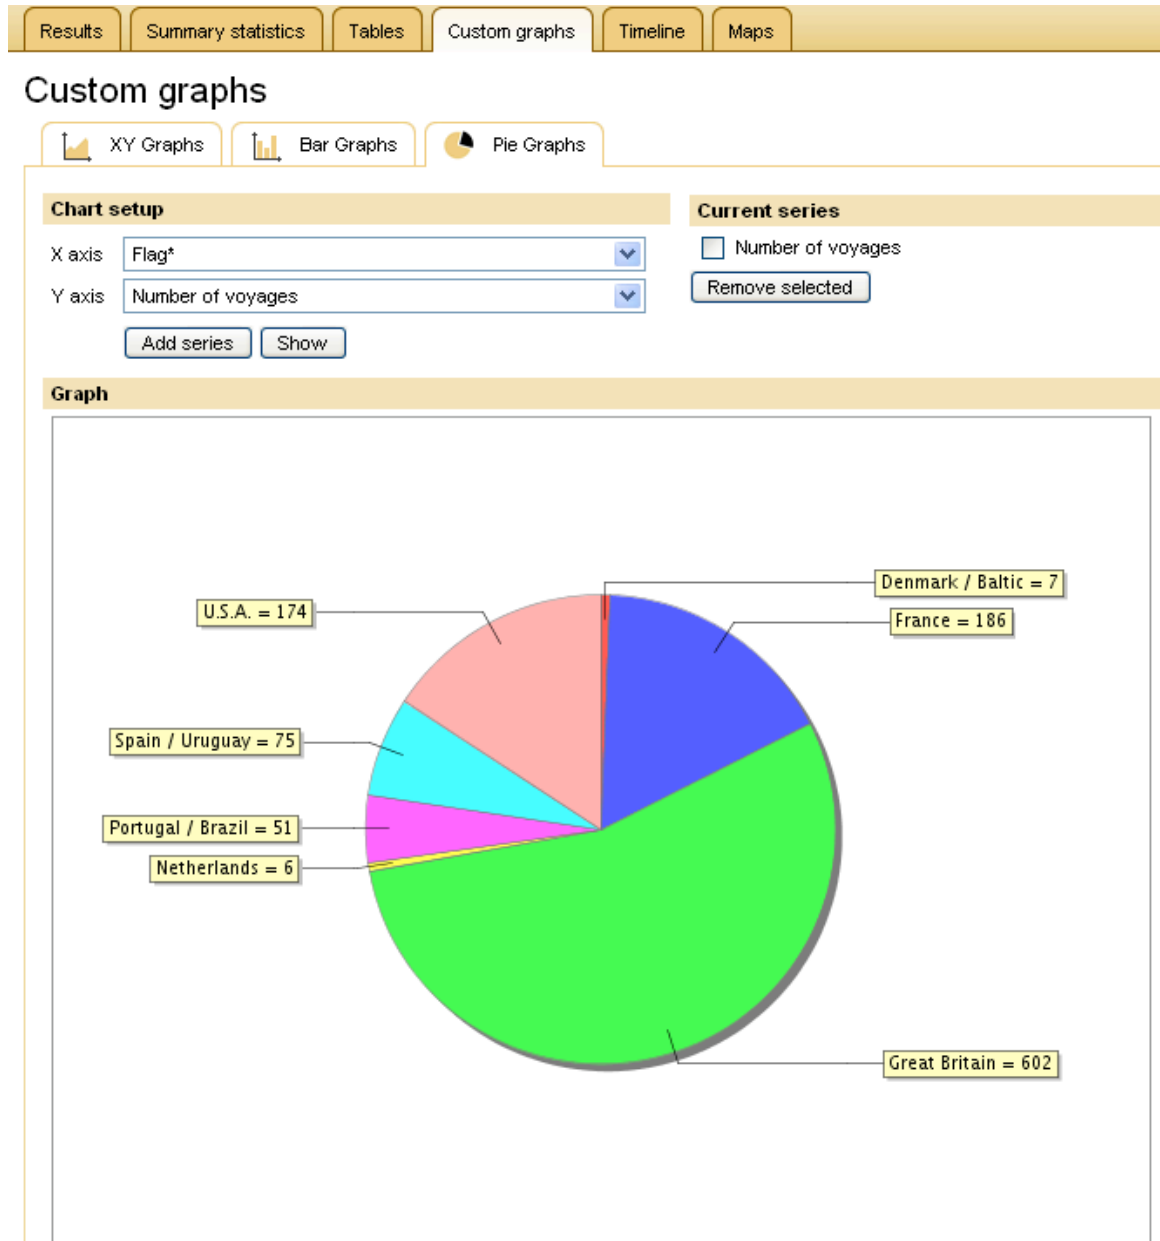 Results Summary statistics Tables Custom graphs Timeline Maps
Custom graphs
XY Graphs Bar Graphs Pie Graphs
Chart setup
Current series
X axis Flag*
Number of voyages
Y axis Number of voyages
Remove selected
Add series Show
Graph
Denmark / Baltic = 7
U.S.A. = 174
France = 186
Spain / Uruguay = 75
Portugal / Brazil = 51
Netherlands = 6
Great Britain = 602